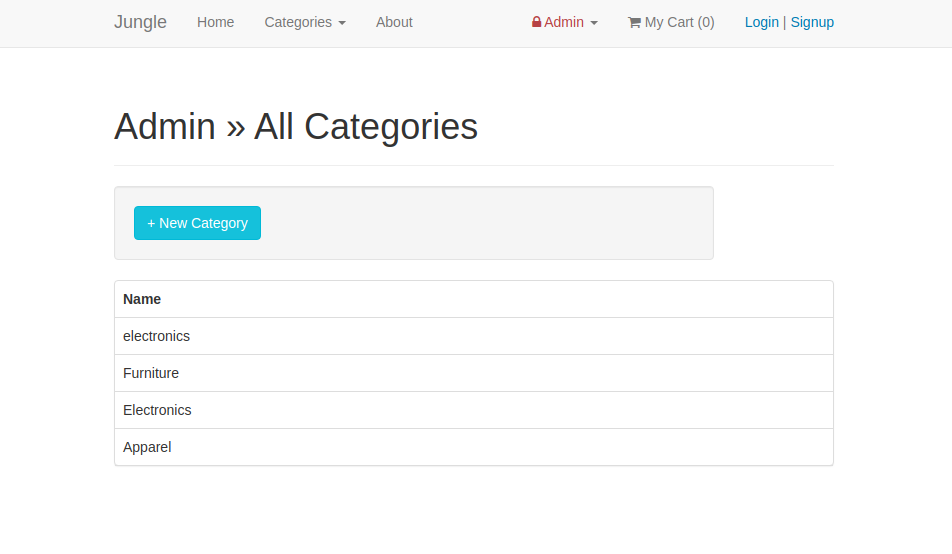 Jungle Home Categories About Admin My Cart (0) Login | Signup
Admin » All Categories
+ New Category
Name
electronics
Furniture
Electronics
Apparel